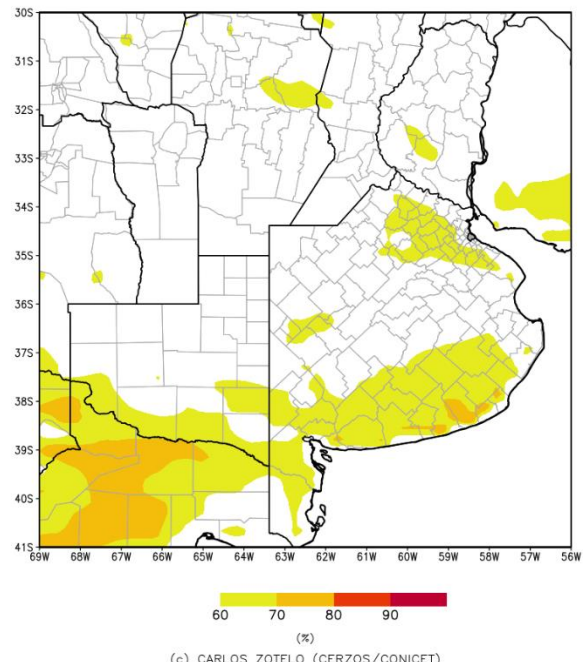 30S
31S
32S
33S
34S
35S
36S
37S
38S
39S
40S
41S
69W 68W 67W 66W 65W 64W 63W 62W 61W 60W 59W 58W 57W 56W
60 70 80 90
(%)
(c) CARLOS ZOTELO (CERZOS/CONICET)